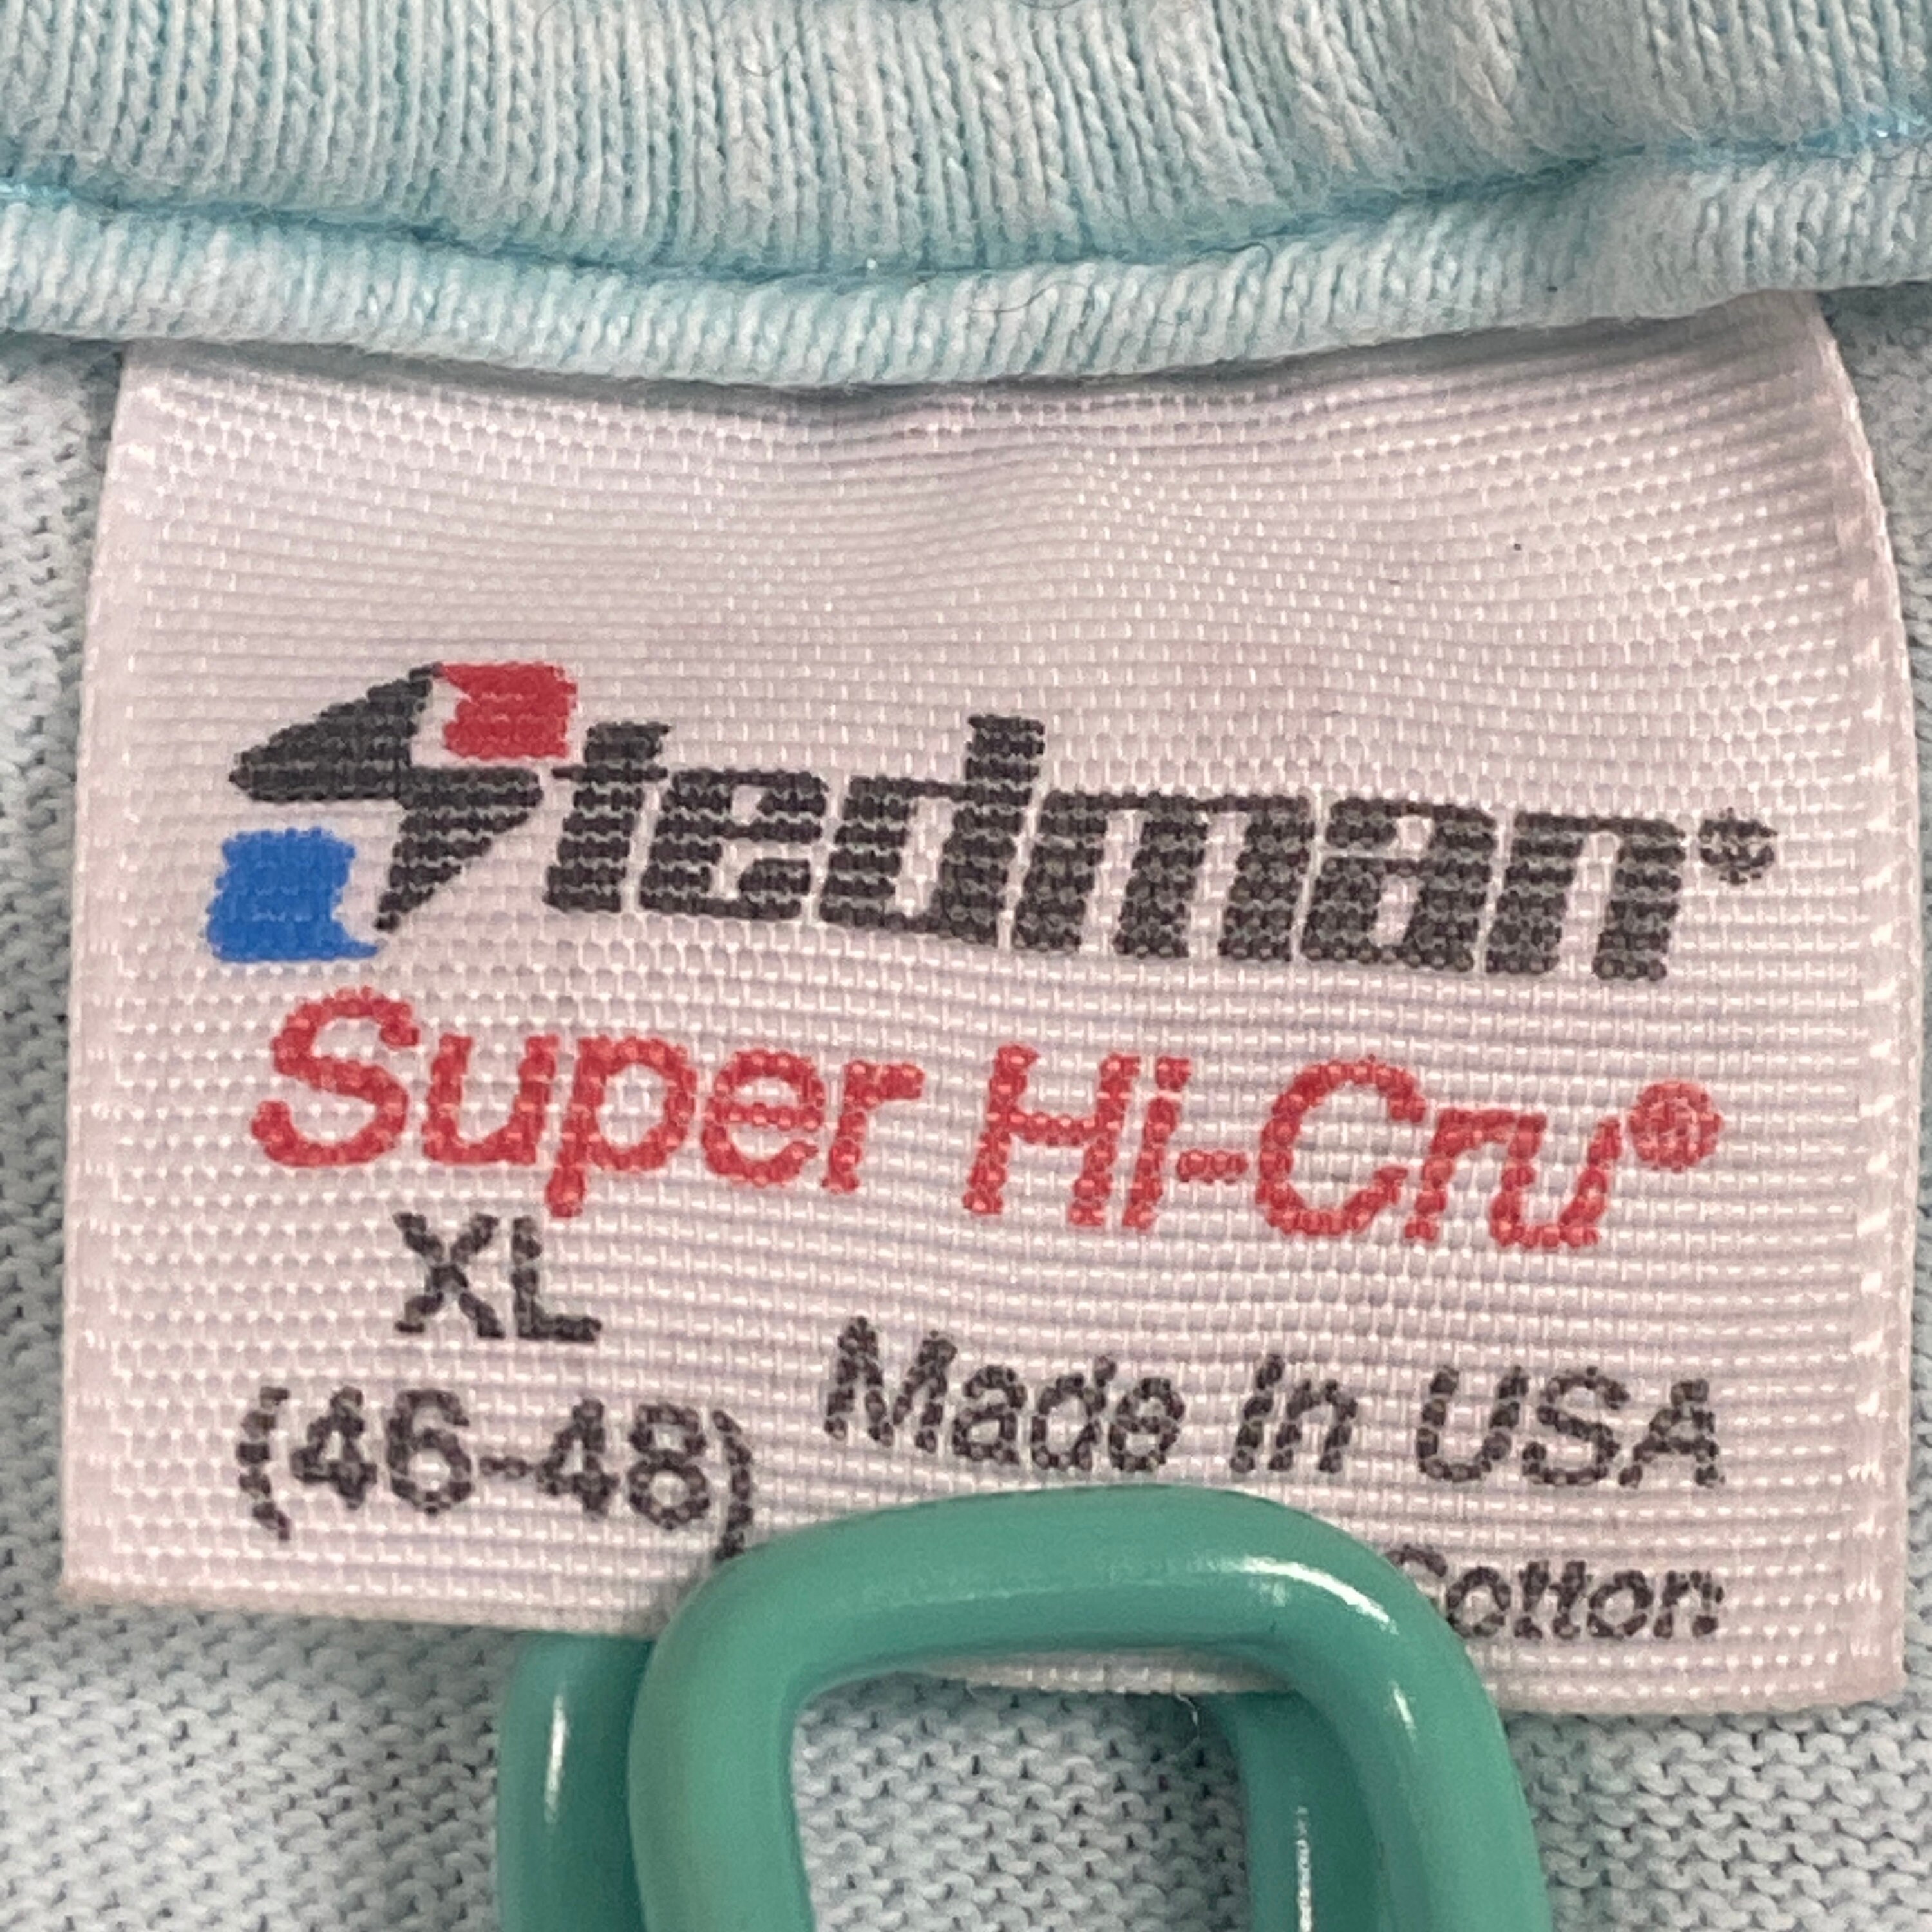 Stedman®
Super Hi-Cru®
XL
(46-48)
Made in USA
Cotton